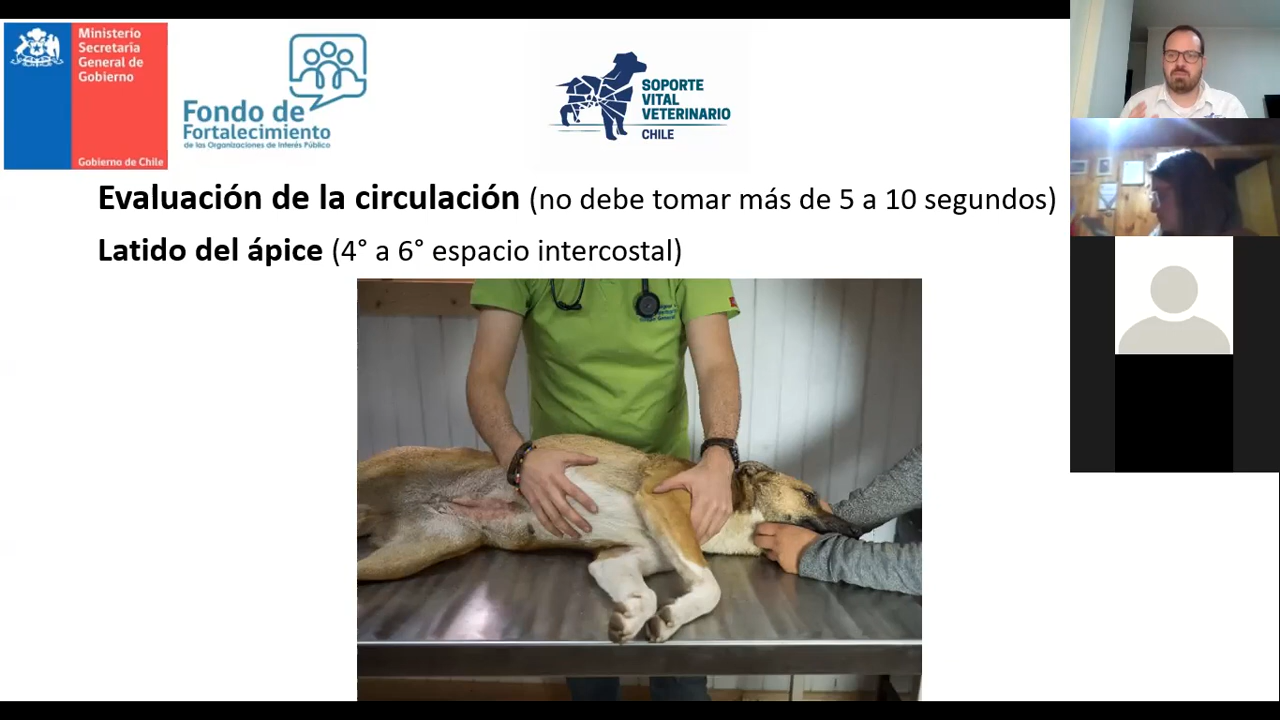 Ministerio
Secretaría
General de
Gobierno
Gobierno de Chile
Fondo de
Fortalecimiento
de las Organizaciones de Interés Público
SOPORTE
VITAL
VETERINARIO
CHILE
Evaluación de la circulación (no debe tomar más de 5 a 10 segundos)
Latido del ápice (4° a 6° espacio intercostal)